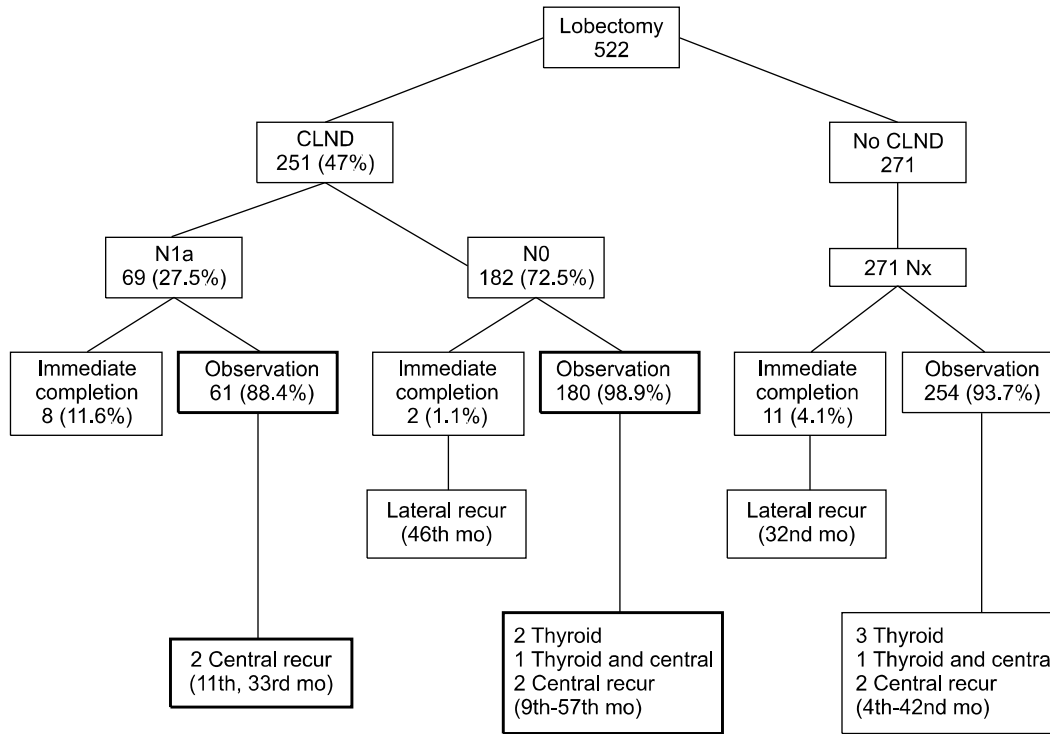 Lobectomy
522
CLND
251 (47%)
No CLND
271
N1a
69 (27.5%)
N0
182 (72.5%)
271 Nx
Immediate
completion
8 (11.6%)
Observation
61 (88.4%)
Immediate
completion
2 (1.1%)
Observation
180 (98.9%)
Immediate
completion
11 (4.1%)
Observation
254 (93.7%)
Lateral recur
(46th mo)
Lateral recur
(32nd mo)
2 Central recur
(11th, 33rd mo)
2 Thyroid
1 Thyroid and central
2 Central recur
(9th-57th mo)
3 Thyroid
1 Thyroid and central
2 Central recur
(4th-42nd mo)